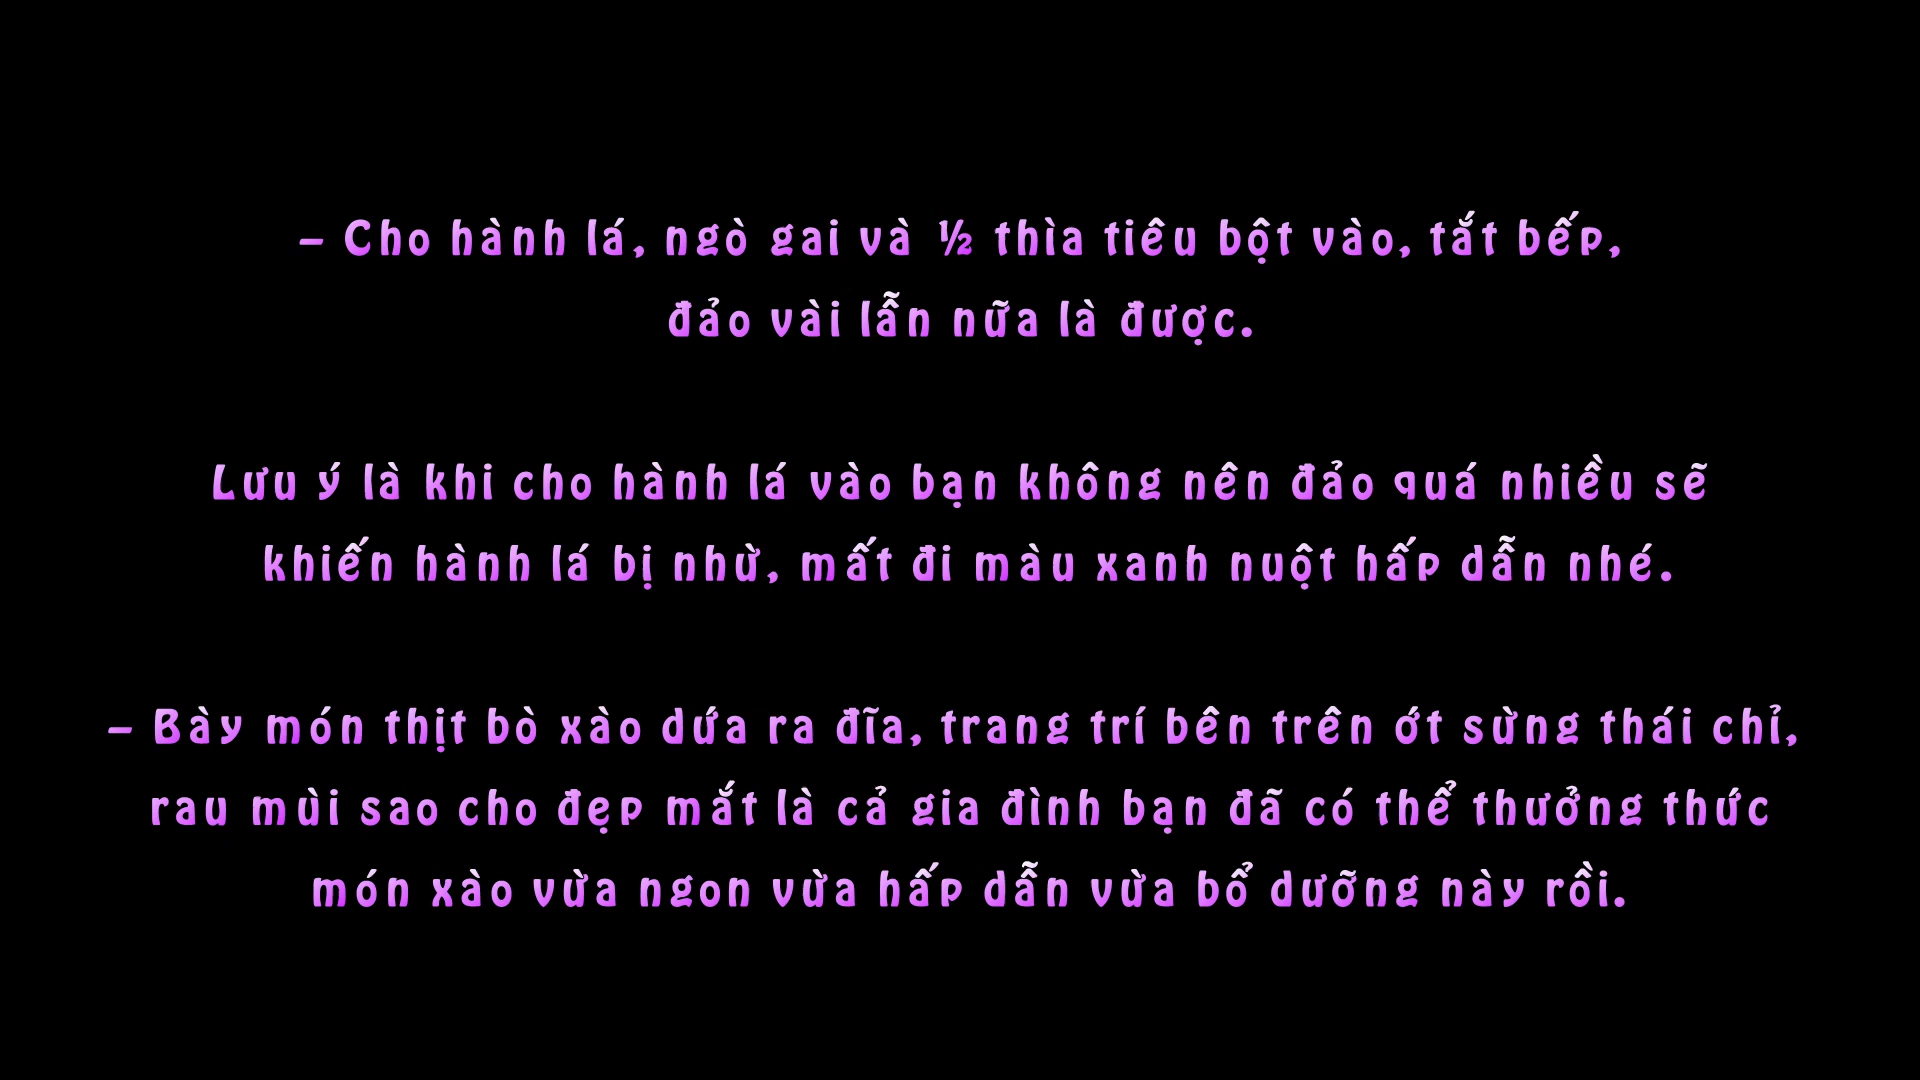 – Cho hành lá, ngò gai và ½ thìa tiêu bột vào, tắt bếp,
đảo vài lẫn nữa là được.
Lưu ý là khi cho hành lá vào bạn không nên đảo quá nhiều sẽ
khiến hành lá bị nhừ, mất đi màu xanh nuột hấp dẫn nhé.
– Bày món thịt bò xào dứa ra đĩa, trang trí bên trên ớt sừng thái chỉ,
rau mùi sao cho đẹp mắt là cả gia đình bạn đã có thể thưởng thức
món xào vừa ngon vừa hấp dẫn vừa bổ dưỡng này rồi.